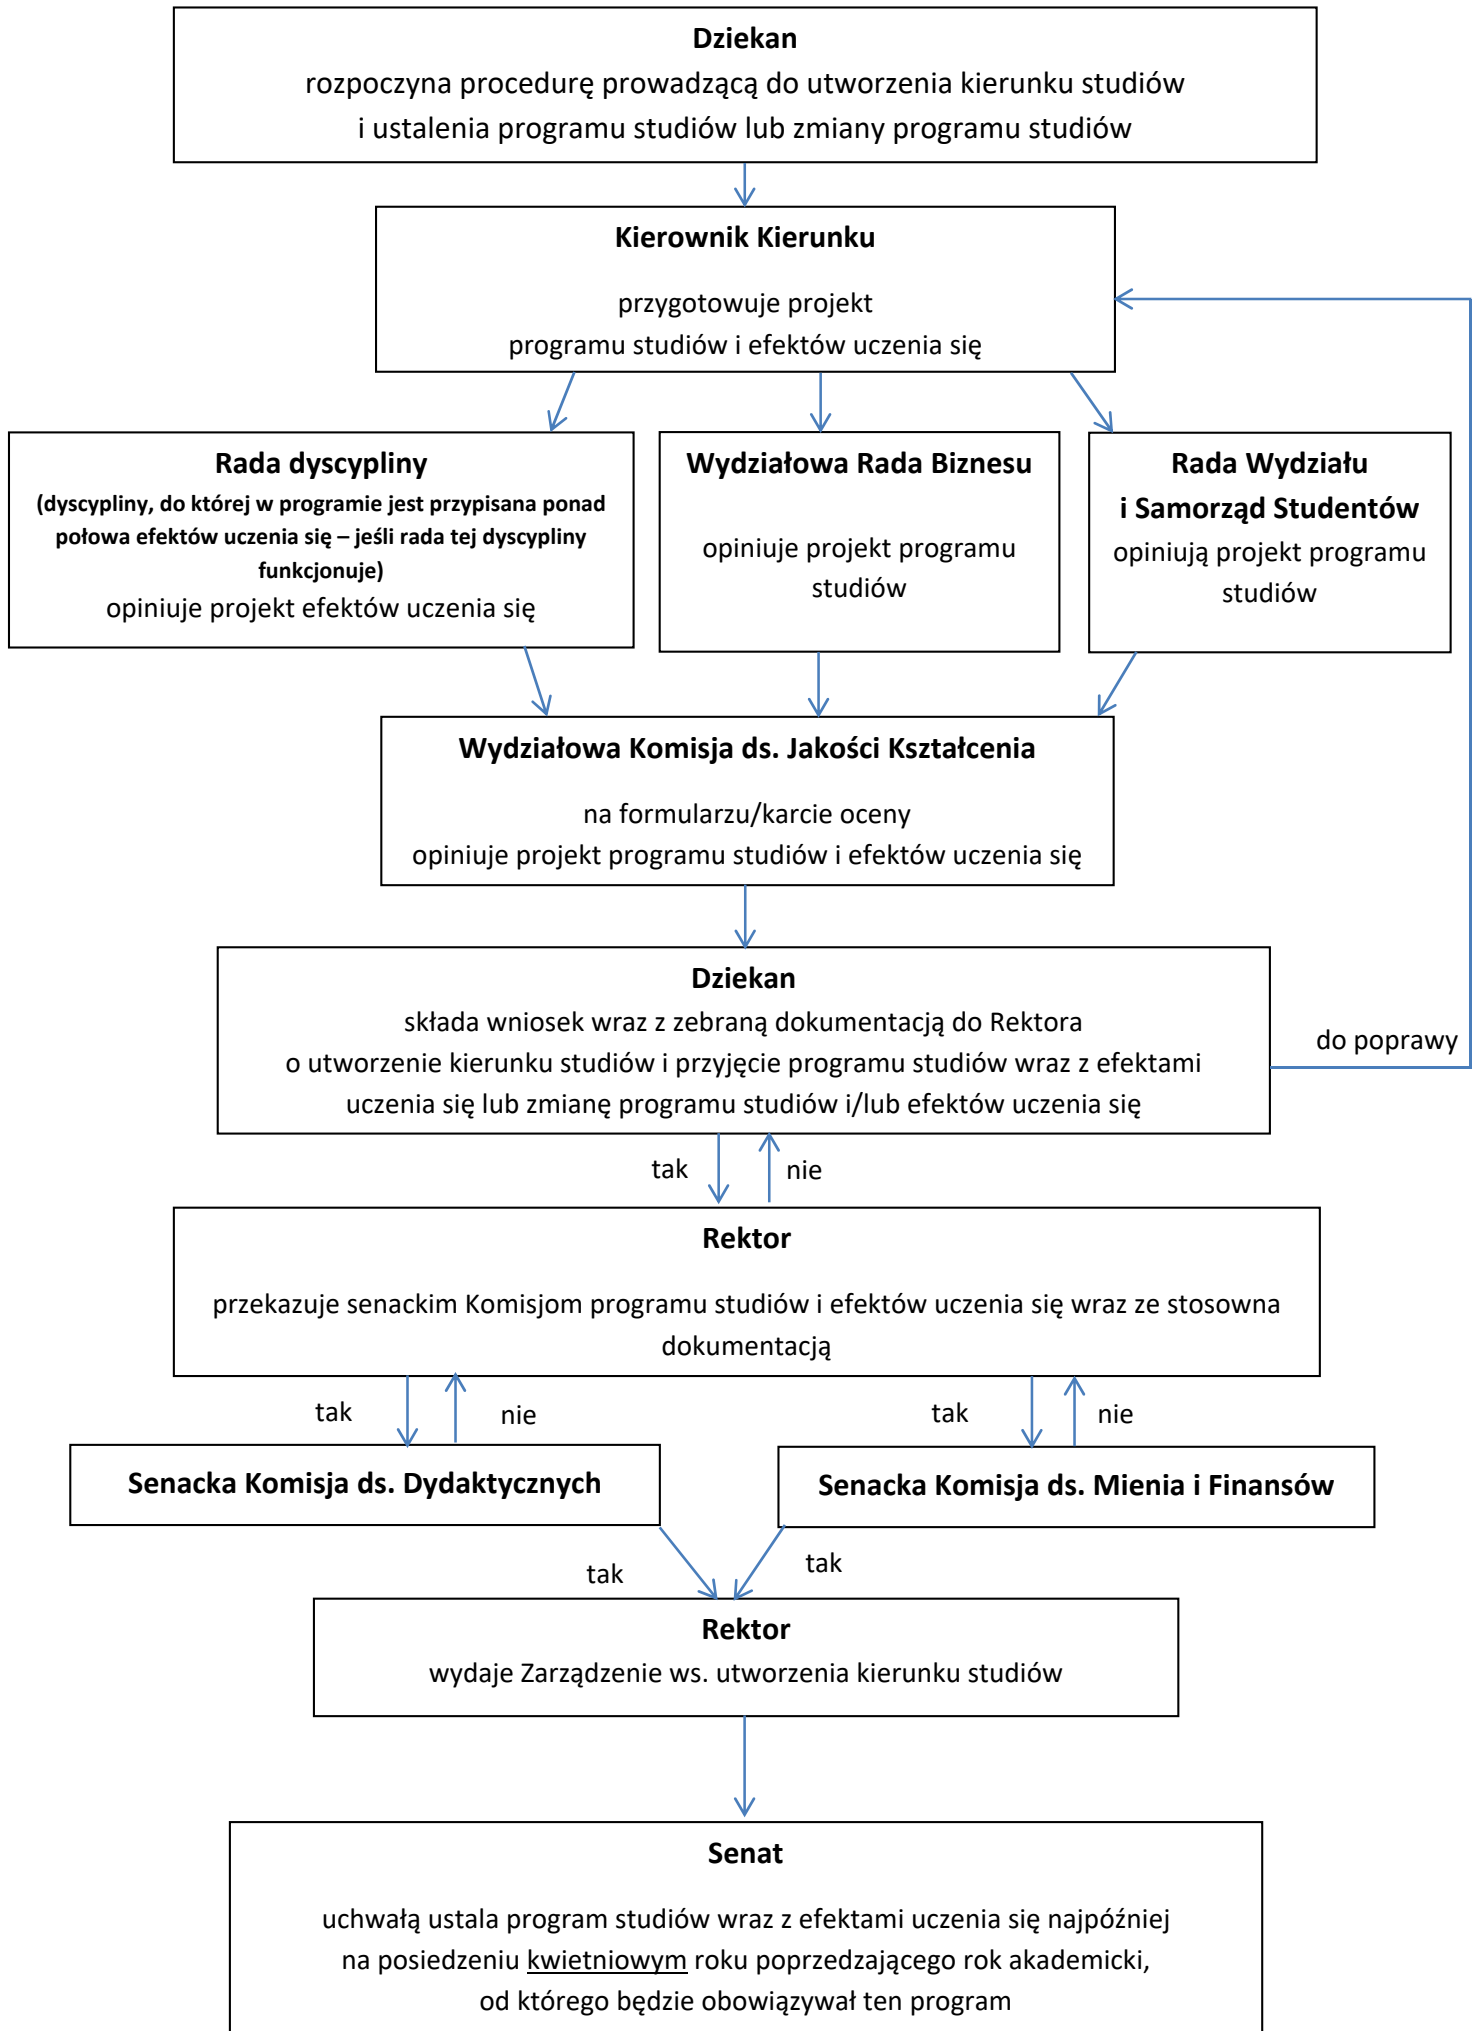 Dziekan
rozpoczyna procedurę prowadzącą do utworzenia kierunku studiów
i ustalenia programu studiów lub zmiany programu studiów
Kierownik Kierunku
przygotowuje projekt
programu studiów i efektów uczenia się
Rada dyscypliny
(dyscypliny, do której w programie jest przypisana ponad
połowa efektów uczenia się – jeśli rada tej dyscypliny
funkcjonuje)
opiniuje projekt efektów uczenia się
Wydziałowa Rada Biznesu
opiniuje projekt programu
studiów
Rada Wydziału
i Samorząd Studentów
opiniują projekt programu
studiów
Wydziałowa Komisja ds. Jakości Kształcenia
na formularzu/karcie oceny
opiniuje projekt programu studiów i efektów uczenia się
Dziekan
składa wniosek wraz z zebraną dokumentacją do Rektora
o utworzenie kierunku studiów i przyjęcie programu studiów wraz z efektami
uczenia się lub zmianę programu studiów i/lub efektów uczenia się
do poprawy
tak
nie
Rektor
przekazuje senackim Komisjom programu studiów i efektów uczenia się wraz ze stosowna
dokumentacją
tak
nie
tak
nie
Senacka Komisja ds. Dydaktycznych
Senacka Komisja ds. Mienia i Finansów
tak
tak
Rektor
wydaje Zarządzenie ws. utworzenia kierunku studiów
Senat
uchwałą ustala program studiów wraz z efektami uczenia się najpóźniej
na posiedzeniu kwietniowym roku poprzedzającego rok akademicki,
od którego będzie obowiązywał ten program